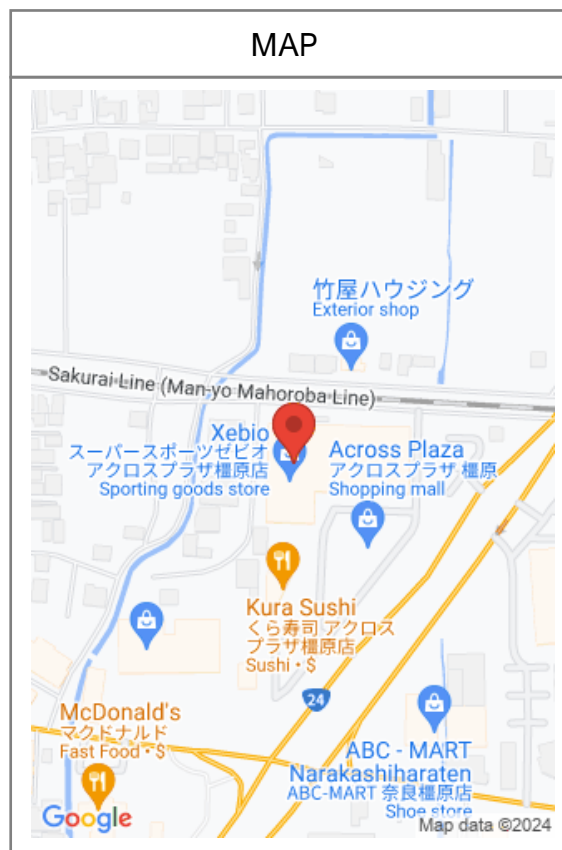 MAP
竹屋ハウジング
Exterior shop
Sakurai Line (Man-yo Mahoroba Line)
Xebio
スーパースポーツゼビオ
アクロスプラザ橿原店
Sporting goods store
Across Plaza
アクロスプラザ 橿原
Shopping mall
Kura Sushi
くら寿司 アクロス
プラザ橿原店
Sushi • $
24
McDonald's
マクドナルド
Fast Food • $
ABC - MART
Narakashiharaten
ABC-MART 奈良橿原店
Shoe store
Google
Map data ©2024